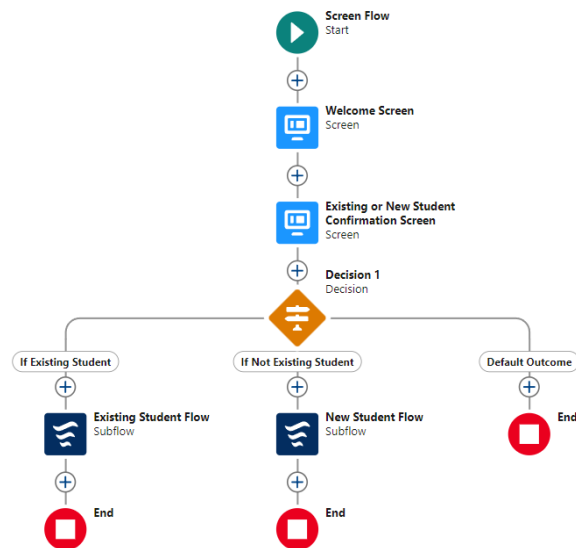 Screen Flow
Start
Welcome Screen
Screen
Existing or New Student
Confirmation Screen
Screen
Decision 1
Decision
If Existing Student
If Not Existing Student
Default Outcome
Existing Student Flow
Subflow
New Student Flow
Subflow
End
End
End